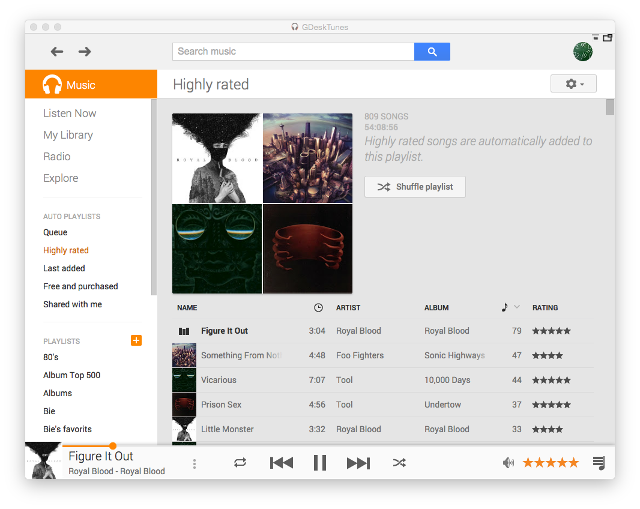 GDeskTunes
Search music
Music
Highly rated
Listen Now
My Library
Radio
Explore
AUTO PLAYLISTS
Queue
Highly rated
Last added
Free and purchased
Shared with me
PLAYLISTS
80's
Album Top 500
Albums
Bie
Bie's favorits
ROYAL BLOOD
809 SONGS
54:08:56
Highly rated songs are automatically added to
this playlist.
Shuffle playlist
NAME ARTIST ALBUM RATING
Figure It Out 3:04 Royal Blood Royal Blood 79
Something From Not 4:48 Foo Fighters Sonic Highways 47
Vicarious 7:07 Tool 10,000 Days 44
Prison Sex 4:56 Tool Undertow 37
Little Monster 3:32 Royal Blood Royal Blood 33
Figure It Out
Royal Blood - Royal Blood